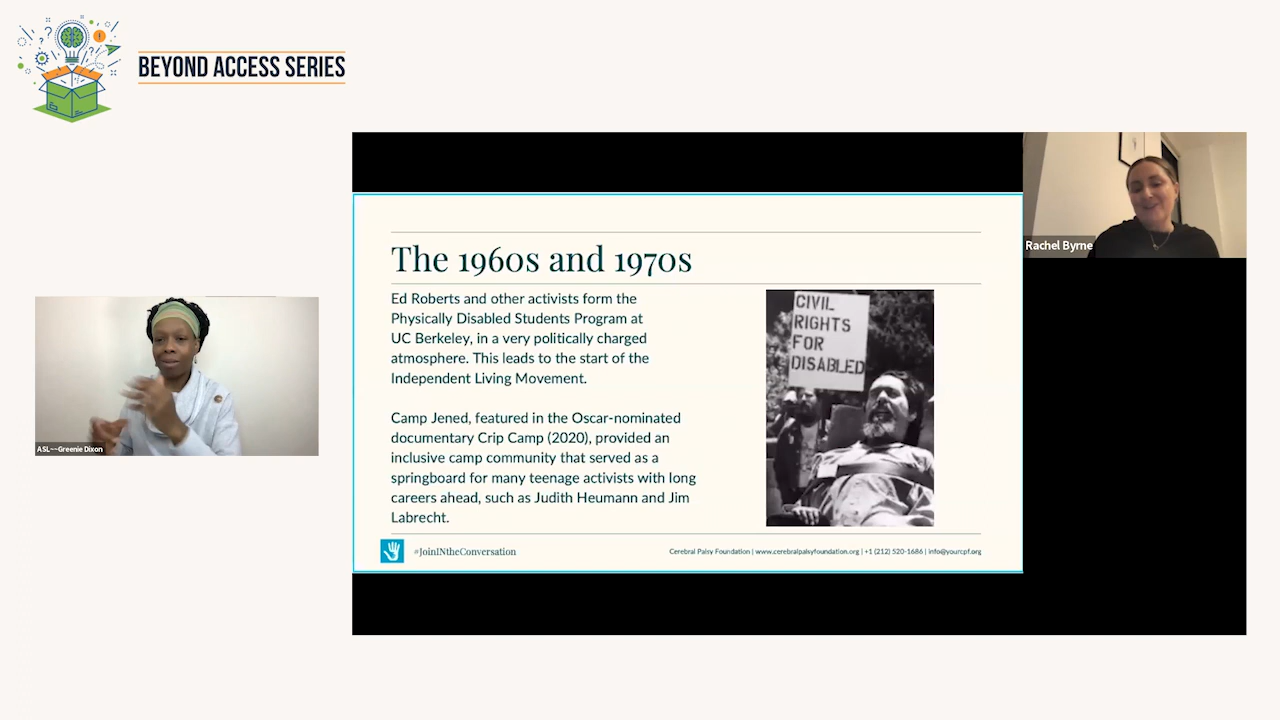 BEYOND ACCESS SERIES
Rachel Byrne
The 1960s and 1970s
Ed Roberts and other activists form the
Physically Disabled Students Program at
UC Berkeley, in a very politically charged
atmosphere. This leads to the start of the
Independent Living Movement.
Camp Jened, featured in the Oscar-nominated
documentary Crip Camp (2020), provided an
inclusive camp community that served as a
springboard for many teenage activists with long
careers ahead, such as Judith Heumann and Jim
Labrecht.
CIVIL
RIGHTS
FOR
DISABLED
ASL--Greenie Dixon
#JoinINtheConversation
Cerebral Palsy Foundation | www.cerebralpalsyfoundation.org | +1 (212) 520-1686 | info@yourcpf.org